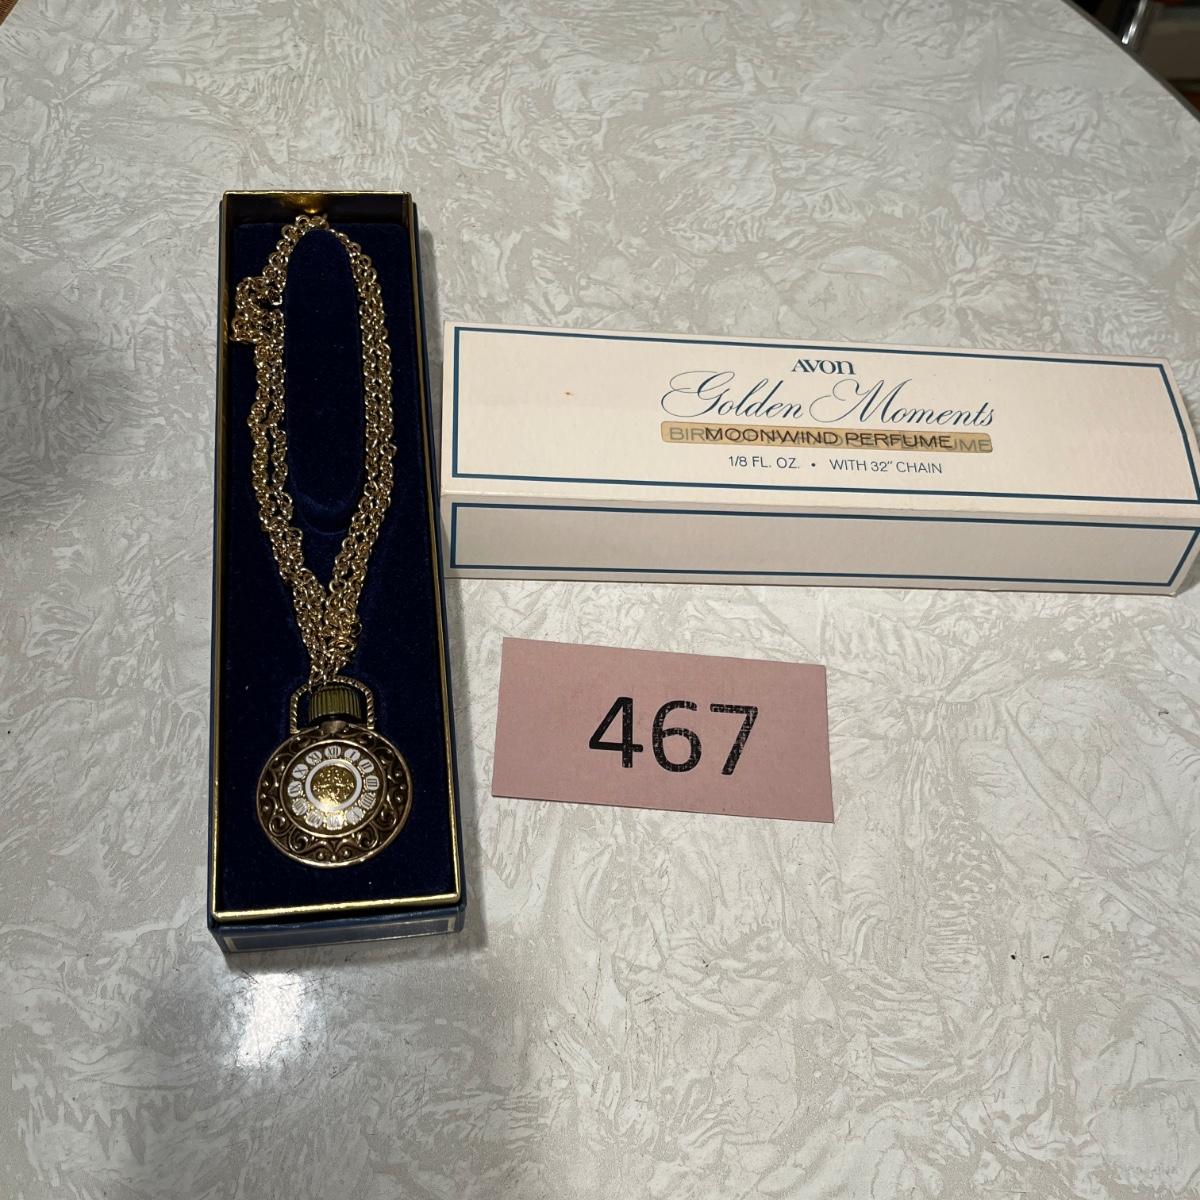 AVON
Golden Moments
MOONWIND PERFUME
1/8 FL. OZ. • WITH 32" CHAIN
467